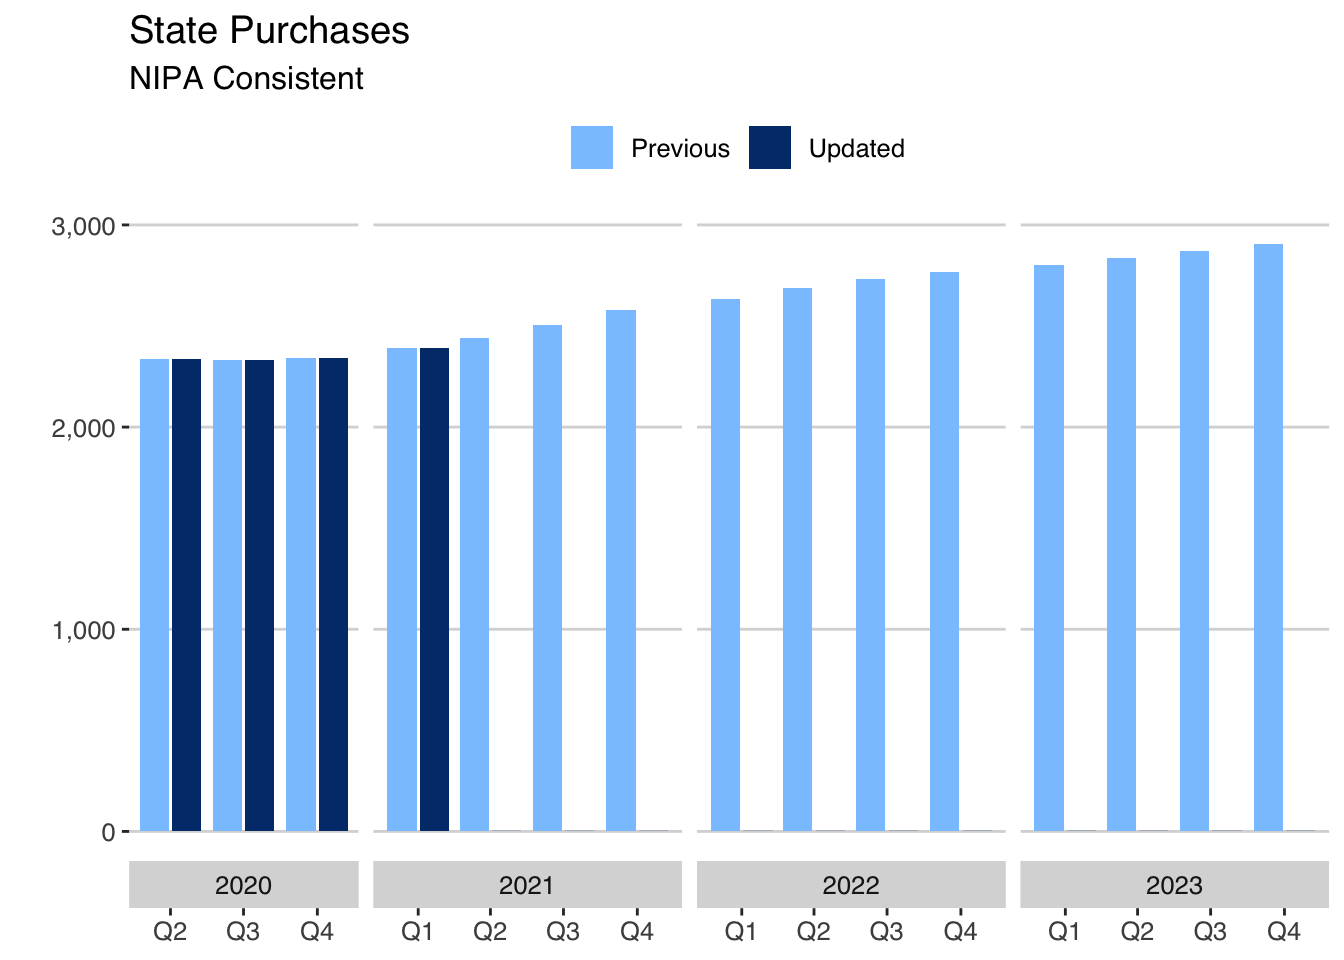 State Purchases
NIPA Consistent
Previous Updated
3,000
2,000
1,000
0
2020 2021 2022 2023
Q2 Q3 Q4 Q1 Q2 Q3 Q4 Q1 Q2 Q3 Q4 Q1 Q2 Q3 Q4